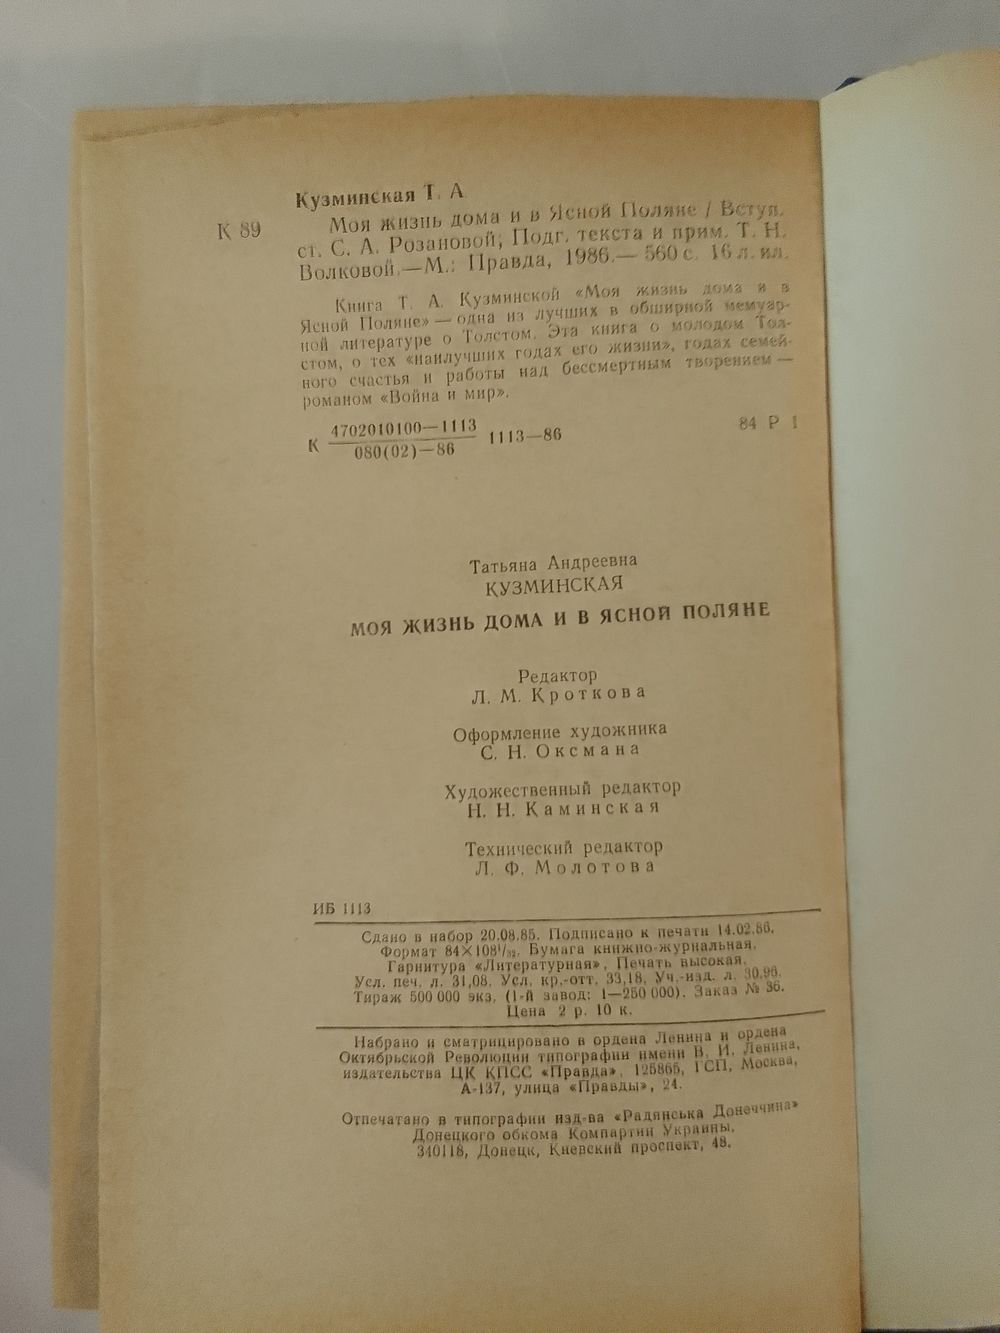 Кузминская Т. А.
К 89 Моя жизнь дома и в Ясной Поляне / Вступ.
ст. С. А. Розановой; Подг. текста и прим. Т. Н.
Волковой.—М.: Правда, 1986.— 560 с. 16 л. ил.
Книга Т. А. Кузминской «Моя жизнь дома и в
Ясной Поляне» — одна из лучших в обширной мемуар-
ной литературе о Толстом. Эта книга о молодом Тол-
стом, о тех «наилучших годах его жизни», годах семей-
ного счастья и работы над бессмертным творением —
романом «Война и мир».
К 4702010100—1113 1113—86 84 Р 1
080(02)—86
Татьяна Андреевна
КУЗМИНСКАЯ
МОЯ ЖИЗНЬ ДОМА И В ЯСНОЙ ПОЛЯНЕ
Редактор
Л. М. Кроткова
Оформление художника
С. Н. Оксмана
Художественный редактор
Н. Н. Каминская
Технический редактор
Л. Ф. Молотова
ИБ 1113
Сдано в набор 20.08.85. Подписано к печати 14.02.86.
Формат 84×108¹/₃₂. Бумага книжно-журнальная.
Гарнитура «Литературная». Печать высокая.
Усл. печ. л. 31,08. Усл. кр.-отт. 33,18. Уч.-изд. л. 30,96.
Тираж 500 000 экз. (1-й завод: 1—250 000). Заказ № 36.
Цена 2 р. 10 к.
Набрано и сматрицировано в ордена Ленина и ордена
Октябрьской Революции типографии имени В. И. Ленина,
издательства ЦК КПСС «Правда», 125865, ГСП, Москва,
А-137, улица «Правды», 24.
Отпечатано в типографии изд-ва «Радянська Донеччина»
Донецкого обкома Компартии Украины.
340118, Донецк, Киевский проспект, 48.